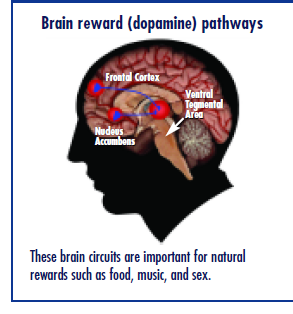 Brain reward (dopamine) pathways
Frontal Cortex
Ventral
Tegmental
Area
Nucleus
Accumbens
These brain circuits are important for natural
rewards such as food, music, and sex.